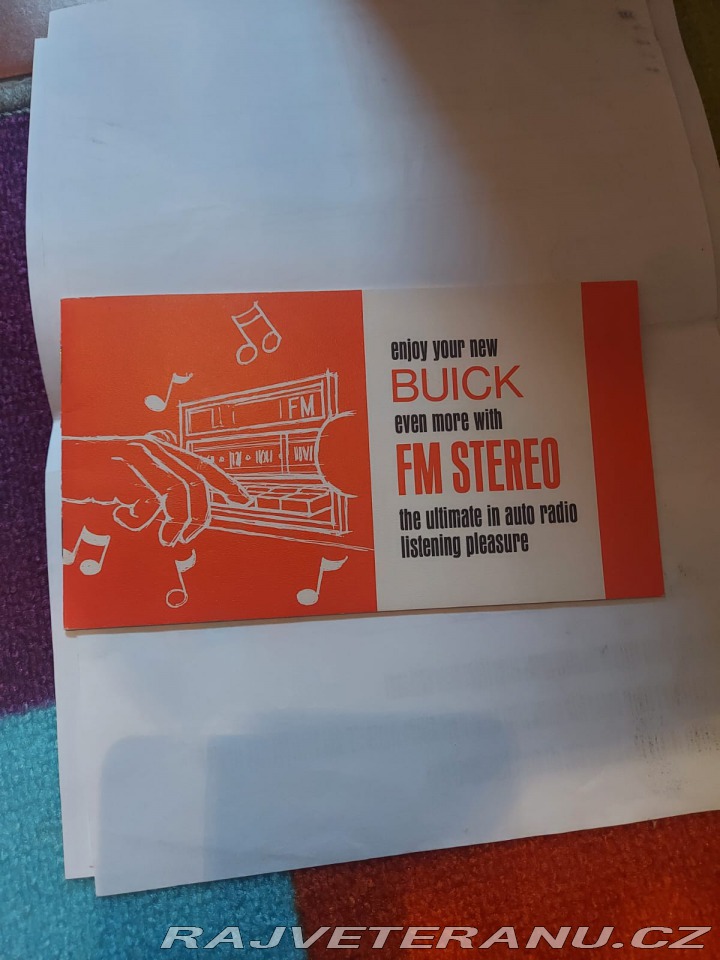 FM
enjoy your new
BUICK
even more with
FM STEREO
the ultimate in auto radio
listening pleasure
RAJVETERANU.CZ